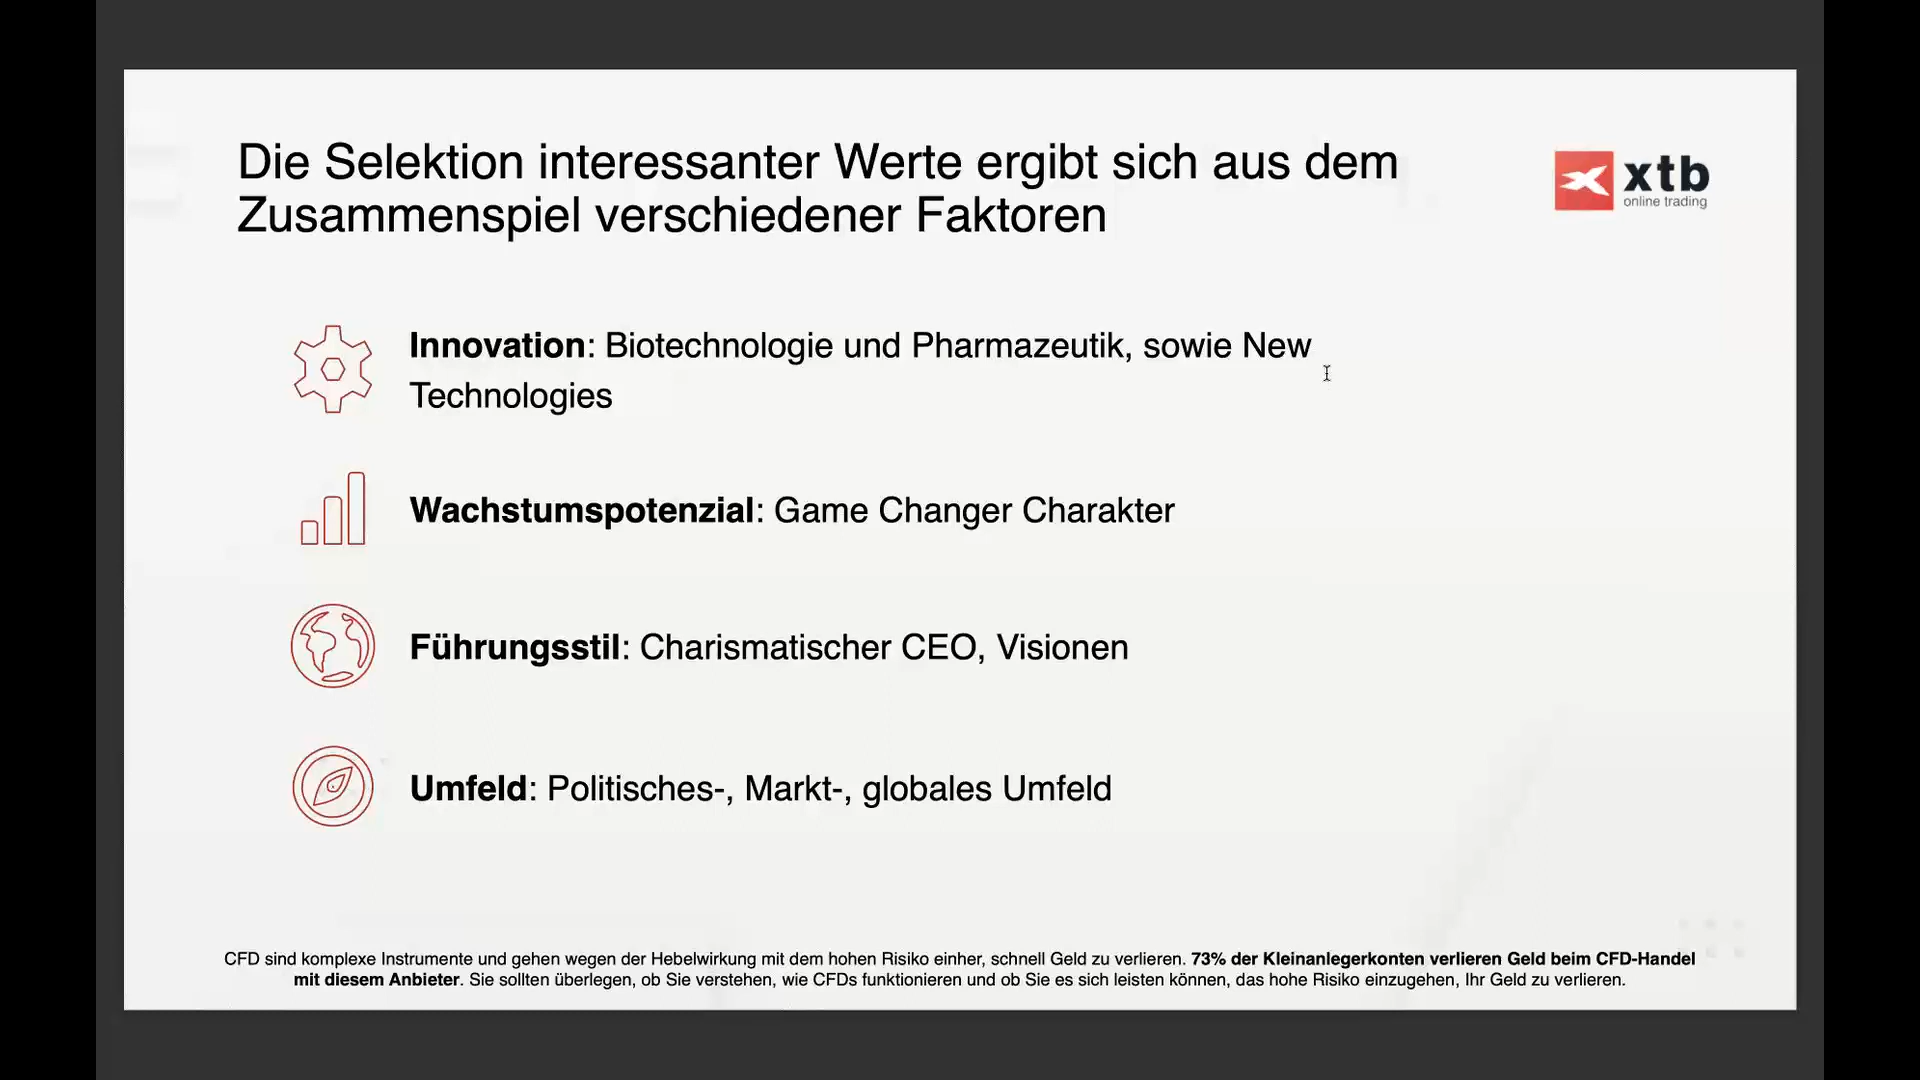 Die Selektion interessanter Werte ergibt sich aus dem
Zusammenspiel verschiedener Faktoren
xtb
online trading
Innovation: Biotechnologie und Pharmazeutik, sowie New
Technologies
Wachstumspotenzial: Game Changer Charakter
Führungsstil: Charismatischer CEO, Visionen
Umfeld: Politisches-, Markt-, globales Umfeld
CFD sind komplexe Instrumente und gehen wegen der Hebelwirkung mit dem hohen Risiko einher, schnell Geld zu verlieren. 73% der Kleinanlegerkonten verlieren Geld beim CFD-Handel
mit diesem Anbieter. Sie sollten überlegen, ob Sie verstehen, wie CFDs funktionieren und ob Sie es sich leisten können, das hohe Risiko einzugehen, Ihr Geld zu verlieren.